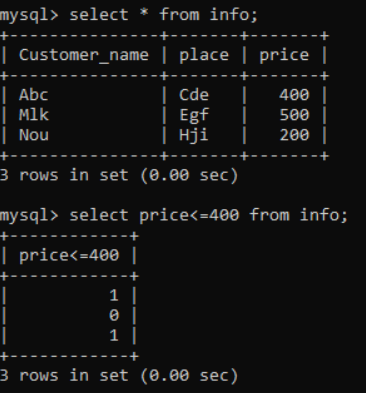 mysql> select * from info;
+---------------+-------+-------+
| Customer_name | place | price |
+---------------+-------+-------+
| Abc           | Cde   |   400 |
| Mlk           | Egf   |   500 |
| Nou           | Hji   |   200 |
+---------------+-------+-------+
3 rows in set (0.00 sec)
mysql> select price<=400 from info;
+------------+
| price<=400 |
+------------+
|          1 |
|          0 |
|          1 |
+------------+
3 rows in set (0.00 sec)